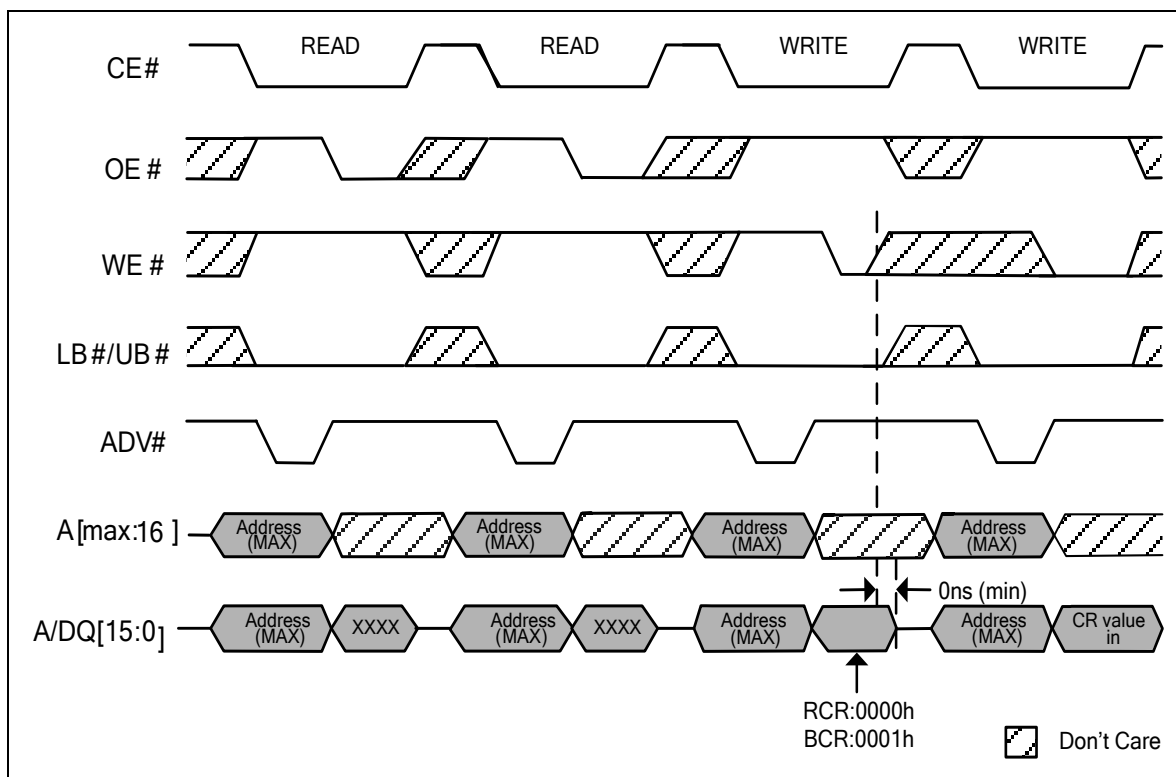 READ READ WRITE WRITE
CE#
OE #
WE #
LB#/UB#
ADV#
A[max:16 ]
Address
(MAX)
Address
(MAX)
Address
(MAX)
Address
(MAX)
0ns (min)
A/DQ[15:0]
Address
(MAX)
XXXX
Address
(MAX)
XXXX
Address
(MAX)
Address
(MAX)
CR value
in
RCR:0000h
BCR:0001h
Don't Care